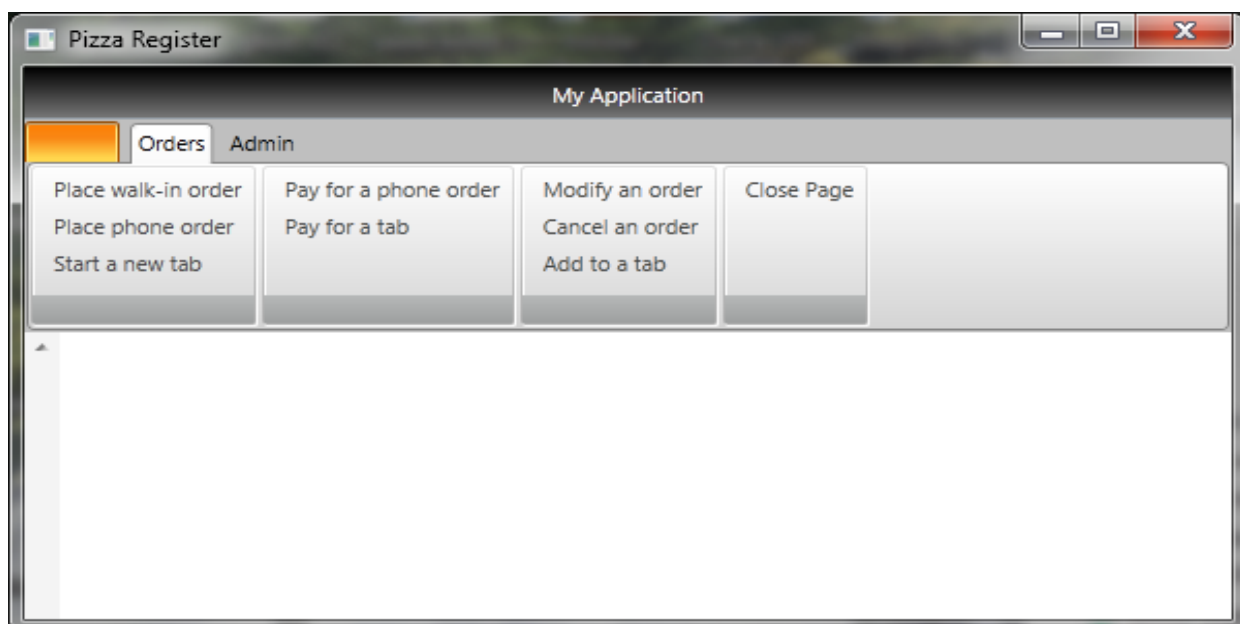 Pizza Register
My Application
Orders Admin
Place walk-in order Pay for a phone order Modify an order Close Page
Place phone order Pay for a tab Cancel an order
Start a new tab Add to a tab